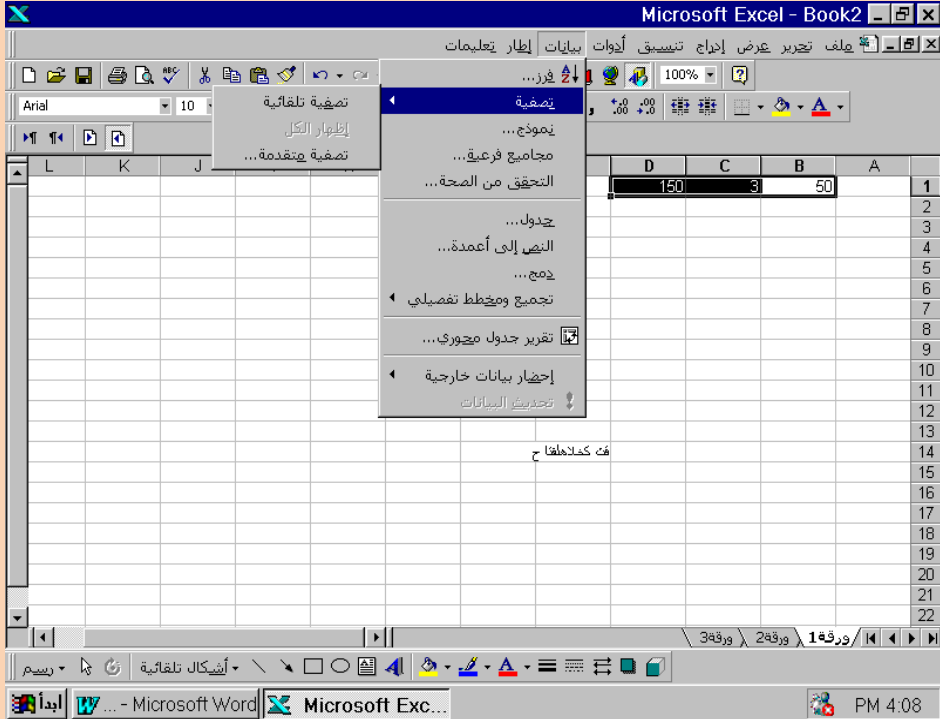 Microsoft Excel - Book2
ملف تحرير عرض إدراج تنسيق أدوات بيانات إطار تعليمات
100%
Arial 10
فرز...
تصفية
نموذج...
مجاميع فرعية...
التحقق من الصحة...
جدول...
النص إلى أعمدة...
دمج...
تجميع ومخطط تفصيلي
تقرير جدول محوري...
إحضار بيانات خارجية
تحديث البيانات
تصفية تلقائية
إظهار الكل
تصفية متقدمة...
A B C D J K L
1 50 3 150
2
3
4
5
6
7
8
9
10
11
12
13
14
15
16
17
18
19
20
21
22
ورقة1 ورقة2 ورقة3
رسم أشكال تلقائية
ابدأ Microsoft Word - ... Microsoft Exc... PM 4:08